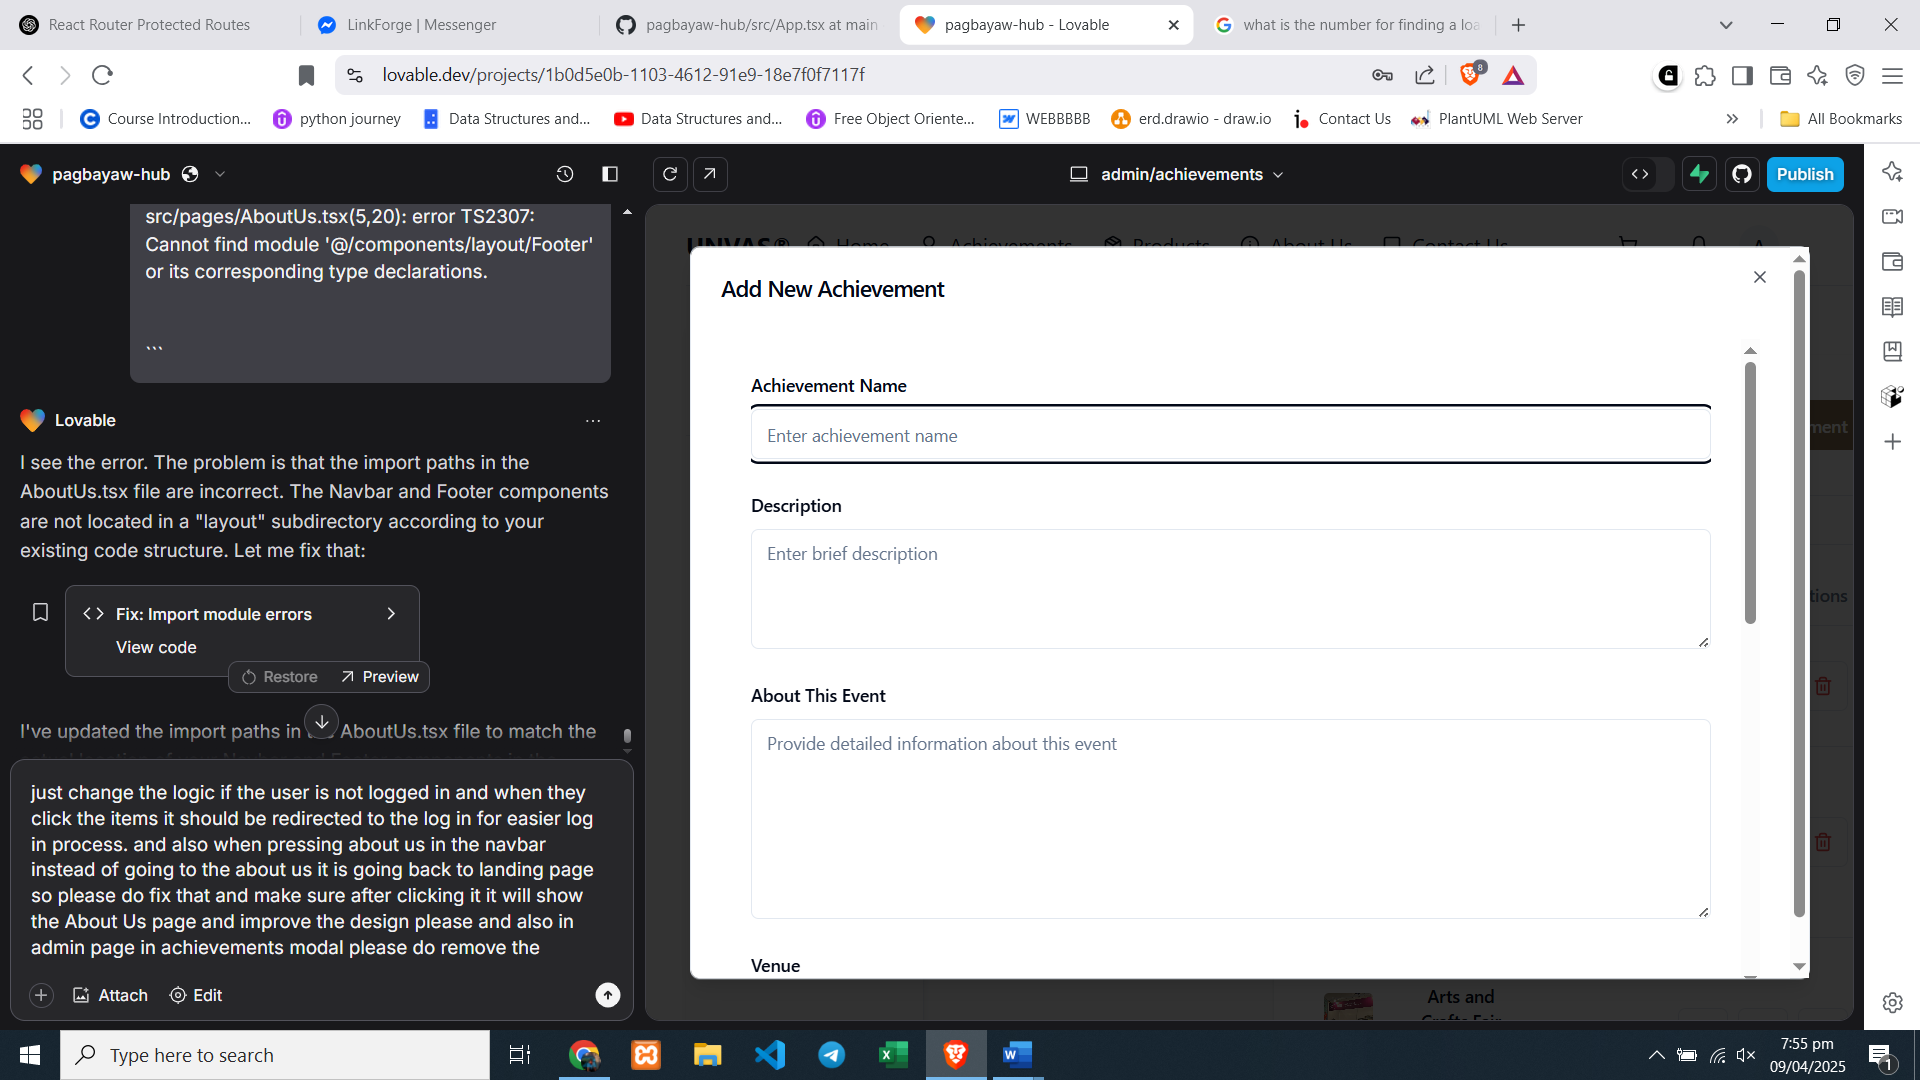 React Router Protected Routes
LinkForge | Messenger
pagbayaw-hub/src/App.tsx at main
pagbayaw-hub - Lovable
what is the number for finding a loa
lovable.dev/projects/1b0d5e0b-1103-4612-91e9-18e7f0f7117f
8
Course Introduction...
python journey
Data Structures and...
Data Structures and...
Free Object Oriente...
WEBBBBB
erd.drawio - draw.io
Contact Us
PlantUML Web Server
All Bookmarks
pagbayaw-hub
admin/achievements
Publish
src/pages/AboutUs.tsx(5,20): error TS2307:
Cannot find module '@/components/layout/Footer'
or its corresponding type declarations.
```
Lovable
I see the error. The problem is that the import paths in the
AboutUs.tsx file are incorrect. The Navbar and Footer components
are not located in a "layout" subdirectory according to your
existing code structure. Let me fix that:
Fix: Import module errors
View code
Restore
Preview
I've updated the import paths in AboutUs.tsx file to match the
just change the logic if the user is not logged in and when they
click the items it should be redirected to the log in for easier log
in process. and also when pressing about us in the navbar
instead of going to the about us it is going back to landing page
so please do fix that and make sure after clicking it it will show
the About Us page and improve the design please and also in
admin page in achievements modal please do remove the
Attach
Edit
Home
Achievements
Products
About Us
Contact Us
Add New Achievement
Achievement Name
Enter achievement name
Description
Enter brief description
About This Event
Provide detailed information about this event
Venue
ment
tions
Arts and
Crafts Fair
Type here to search
7:55 pm
09/04/2025
1